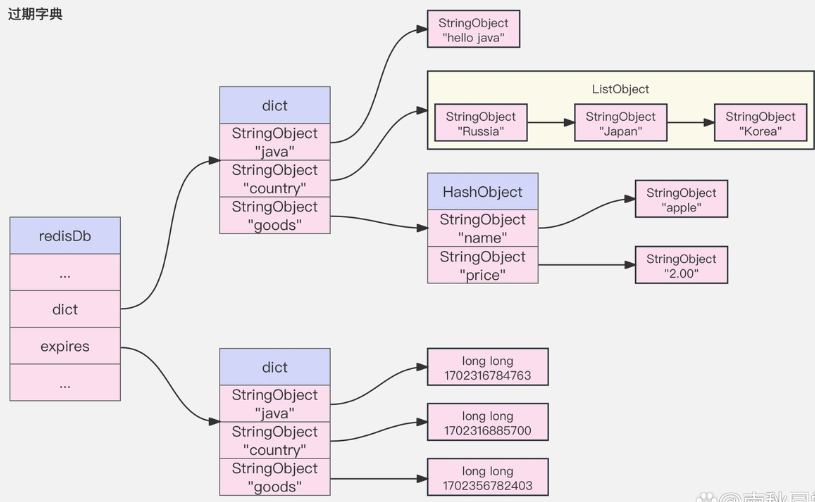 过期字典
StringObject
"hello java"
dict
StringObject
"java"
StringObject
"country"
StringObject
"goods"
ListObject
StringObject
"Russia"
StringObject
"Japan"
StringObject
"Korea"
HashObject
StringObject
"name"
StringObject
"price"
StringObject
"apple"
StringObject
"2.00"
redisDb
...
dict
expires
...
dict
StringObject
"java"
StringObject
"country"
StringObject
"goods"
long long
1702316784763
long long
1702316885700
long long
1702356782403